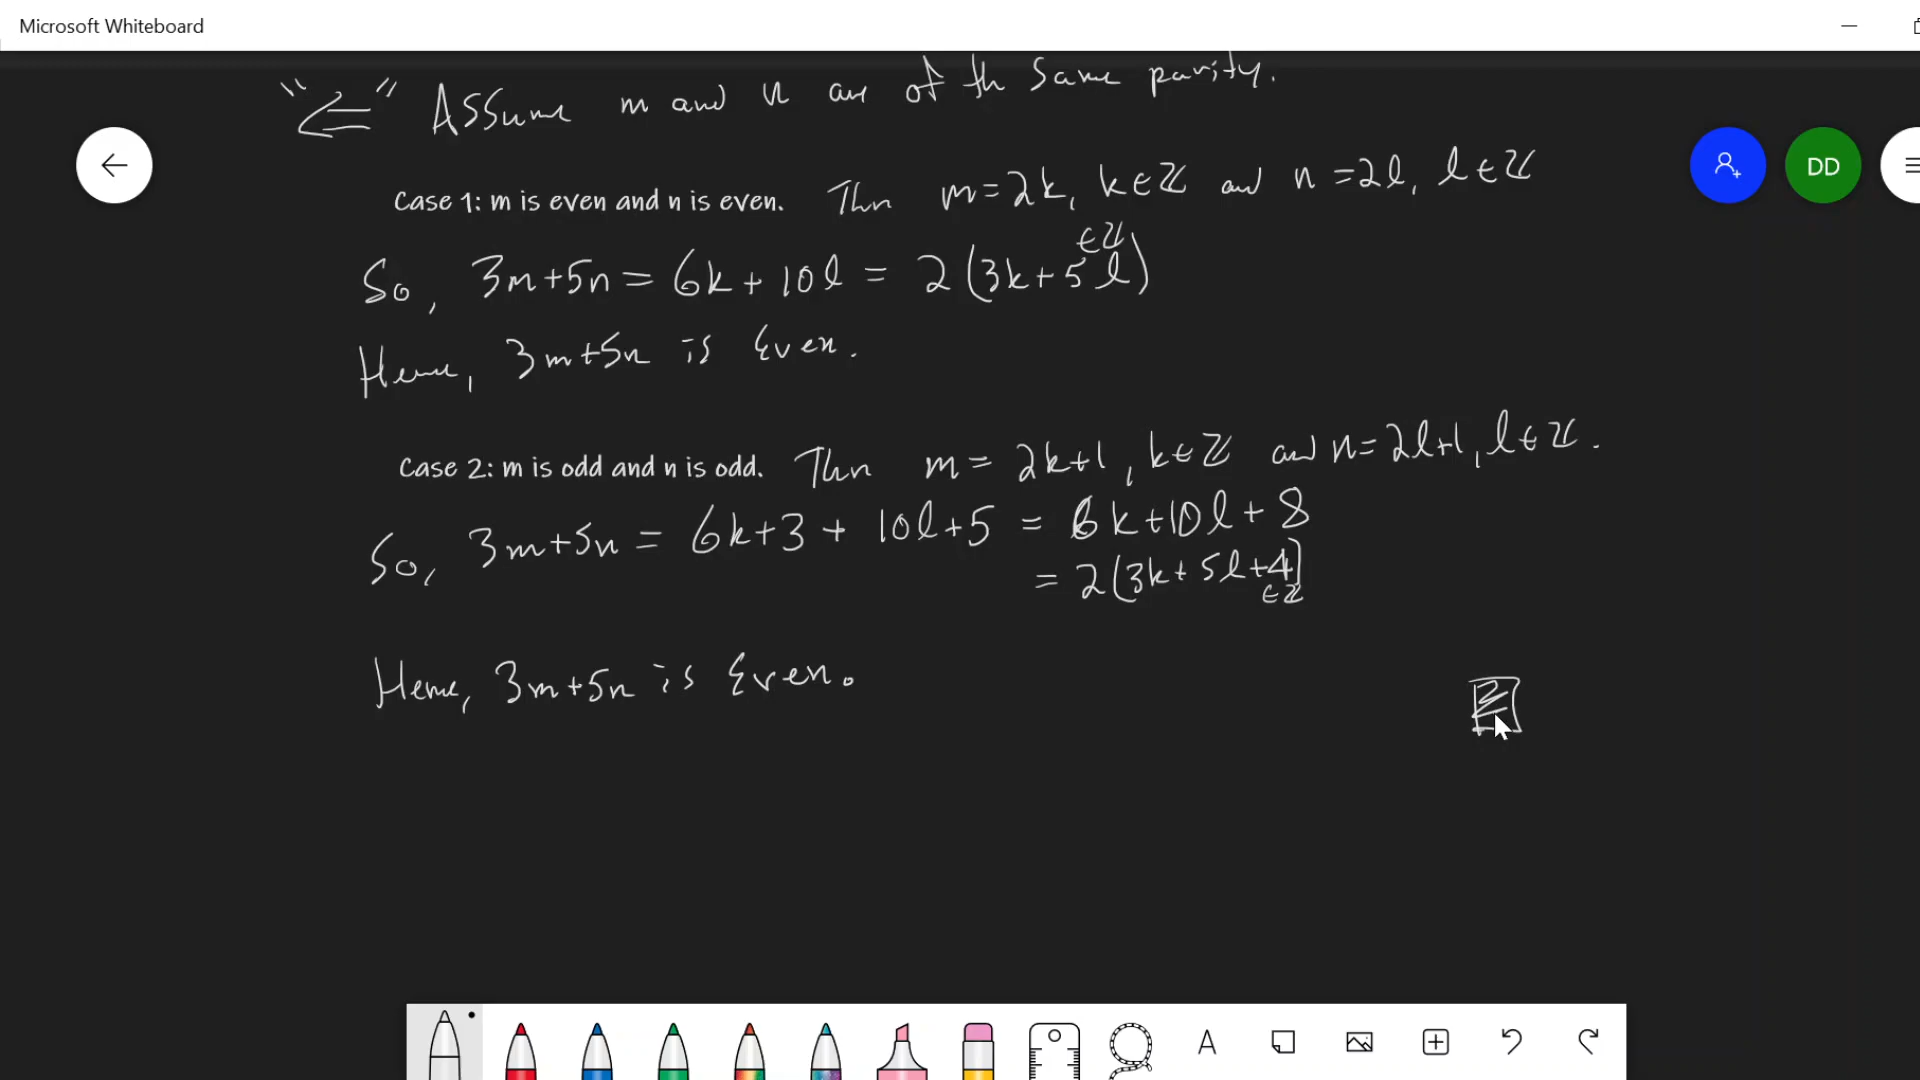 Microsoft Whiteboard
"⇐" Assume m and n are of the same parity.
Case 1: m is even and n is even. Then m=2k, k∈ℤ and n=2l, l∈ℤ
So, 3m+5n = 6k+10l = 2(3k+5l) ∈ℤ
Hence, 3m+5n is Even.
Case 2: m is odd and n is odd. Then m= 2k+1, k∈ℤ and n=2l+1, l∈ℤ.
So, 3m+5n = 6k+3 + 10l+5 = 6k+10l+8
= 2(3k+5l+4) ∈ℤ
Hence, 3m+5n is Even.
DD
A